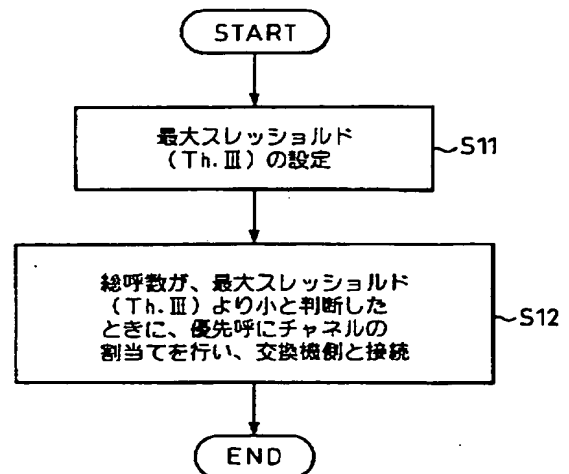 START
最大スレッショルド
(Th.Ⅲ)の設定
S11
総呼数が、最大スレッショルド
(Th.Ⅲ)より小と判断した
ときに、優先呼にチャネルの
割当てを行い、交換機側と接続
S12
END